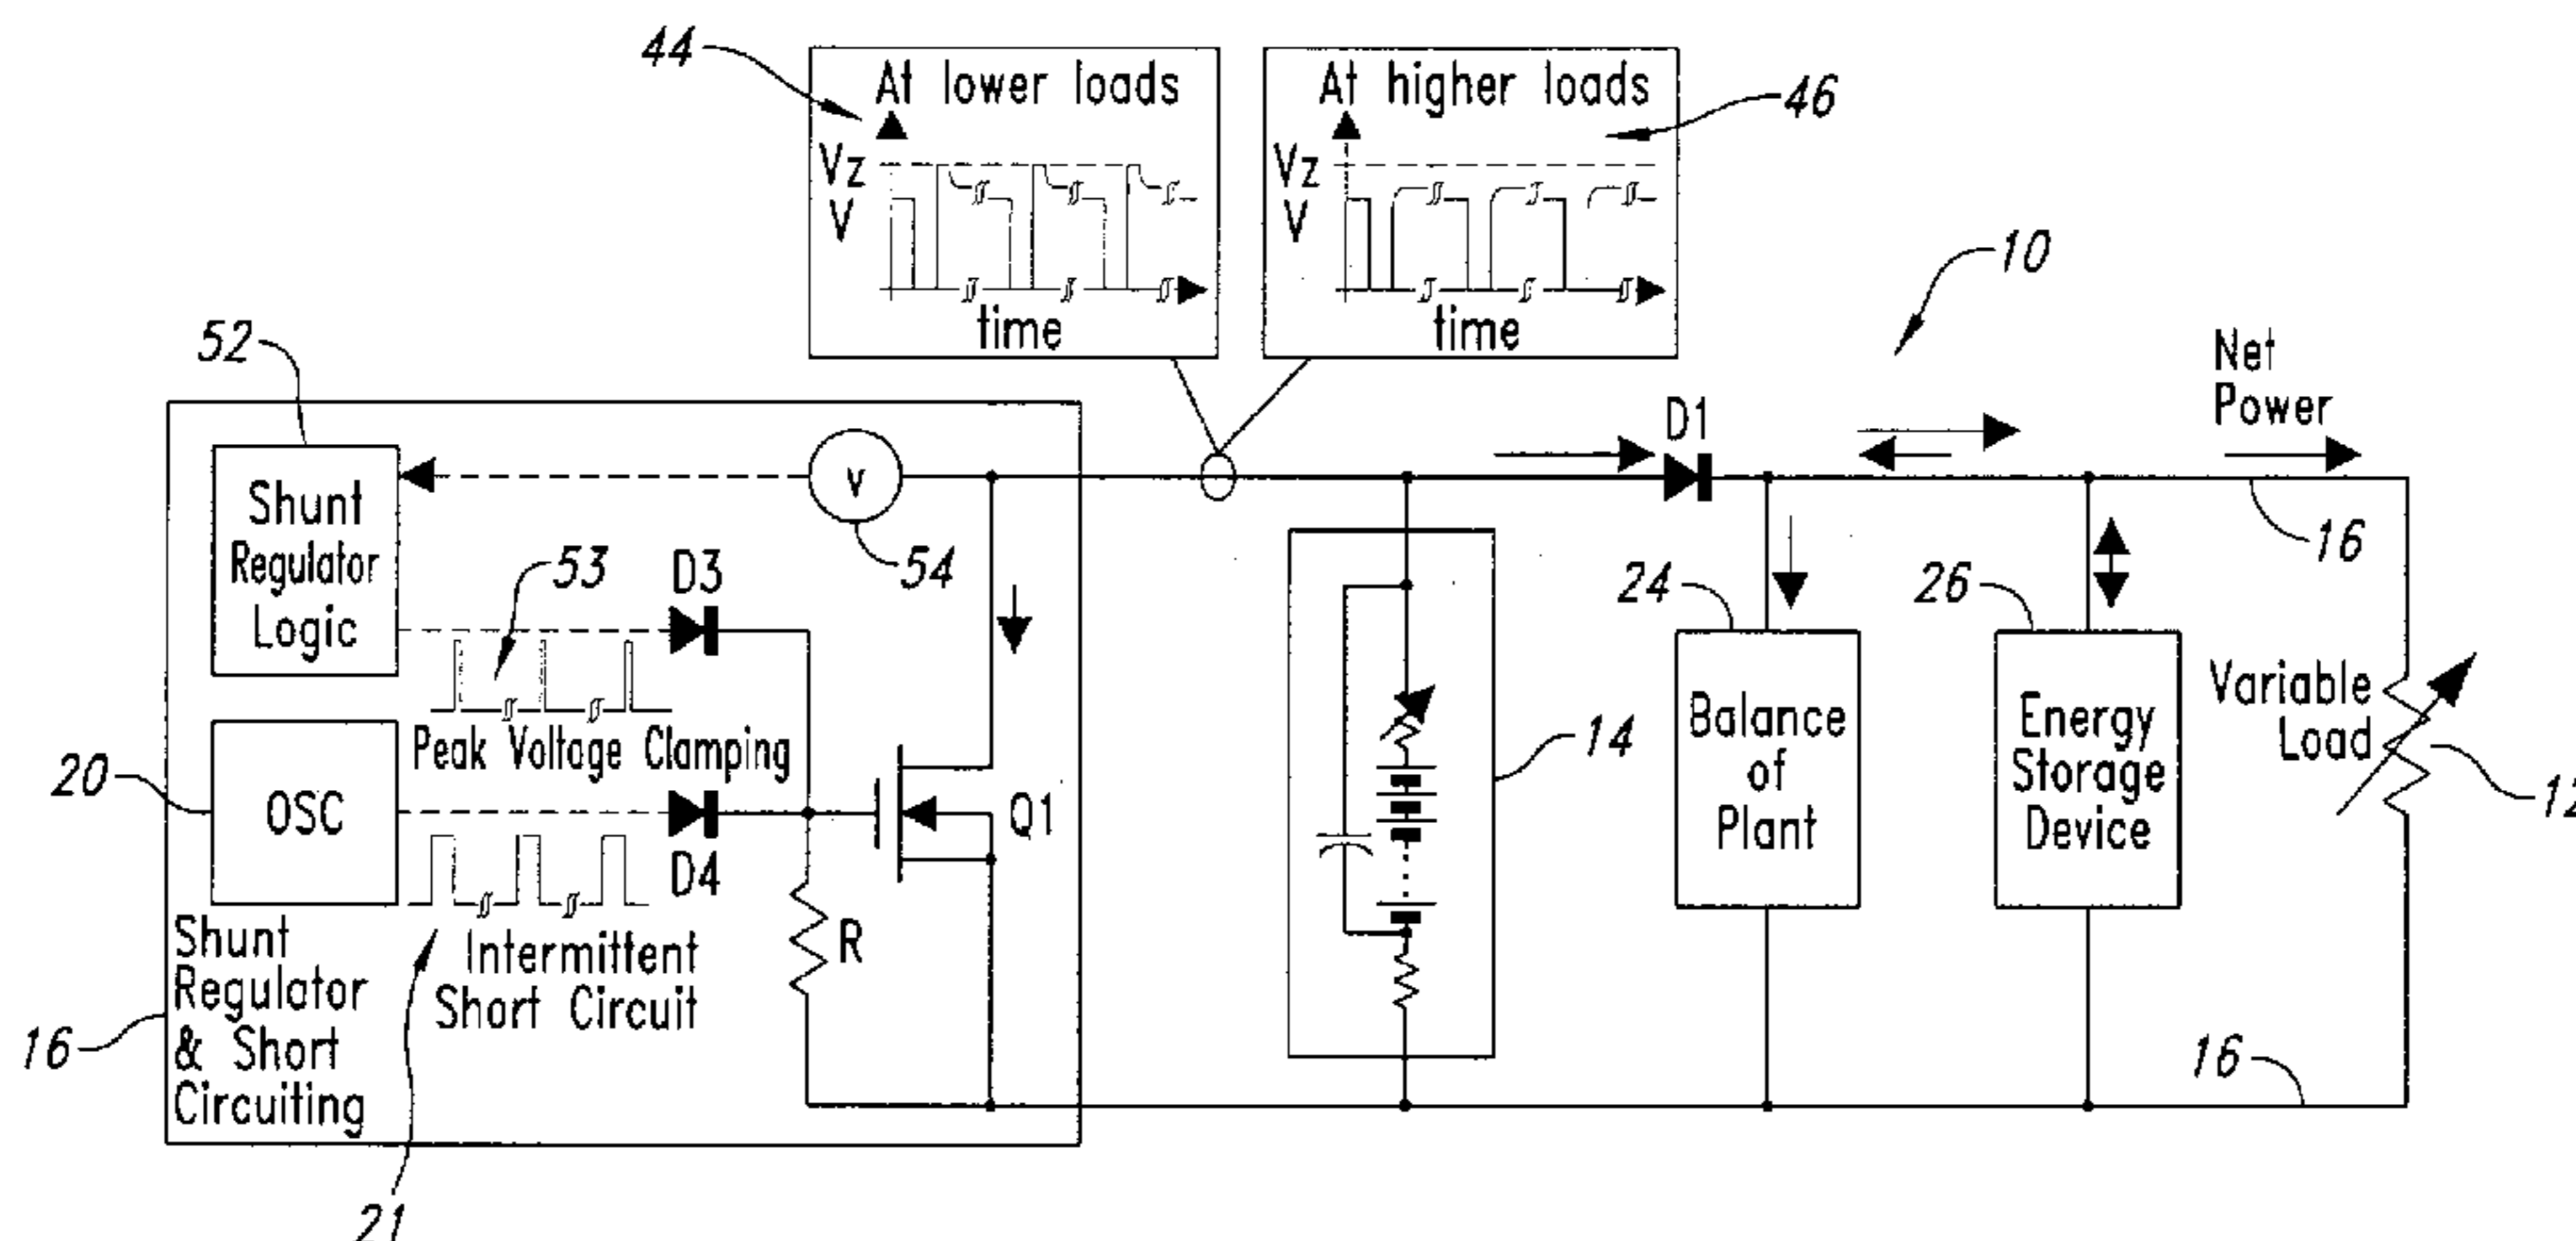 44
At lower loads
Vz
V
time
At higher loads
46
Vz
V
time
10
Net
Power
52
Shunt
Regulator
Logic
v
54
53
D3
Peak Voltage Clamping
20
OSC
D4
Q1
R
Intermittent
Short Circuit
Shunt
Regulator
& Short
Circuiting
16
21
D1
14
24
Balance
of
Plant
26
Energy
Storage
Device
16
Variable
Load
12
16